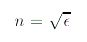 n = √ϵ